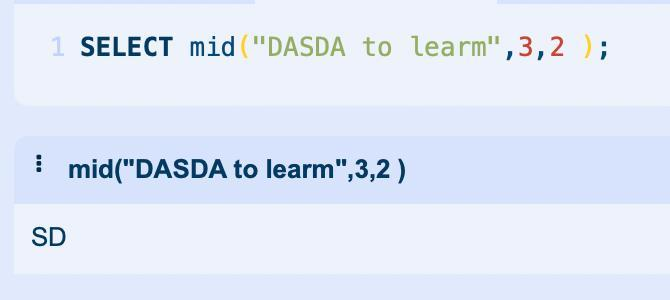 1 SELECT mid("DASDA to learm",3,2 );
mid("DASDA to learm",3,2 )
SD